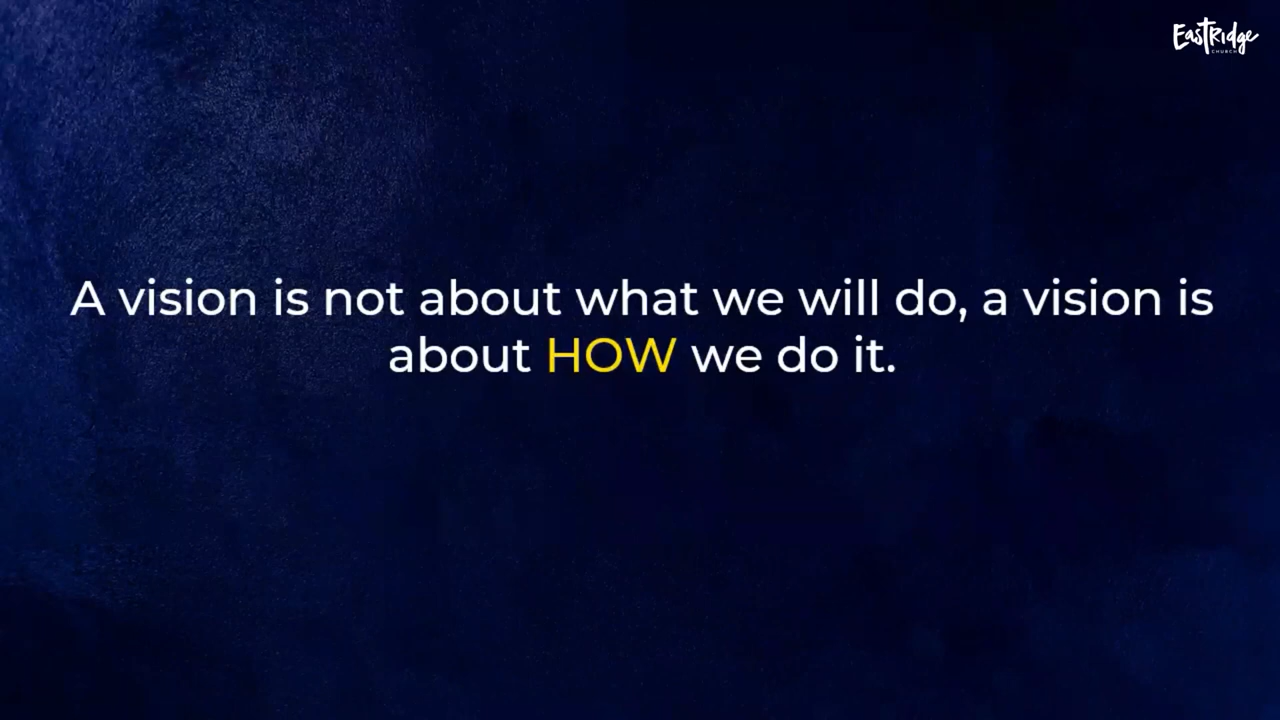 EastRidge
CHURCH
A vision is not about what we will do, a vision is
about HOW we do it.